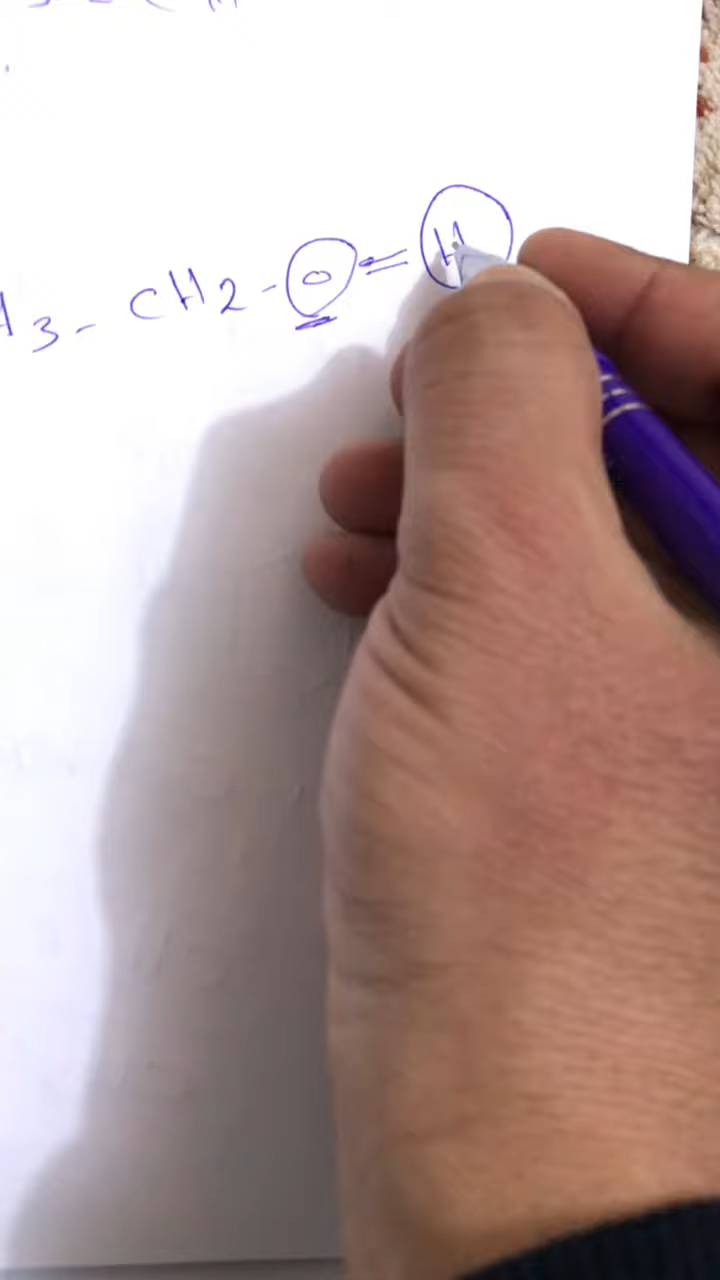 H3 - CH2 - O = H